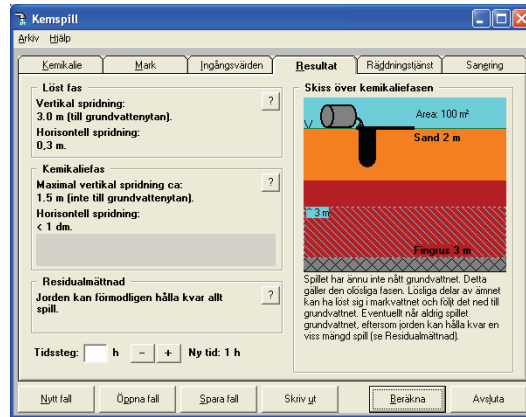 Kemspill
Arkiv Hjälp
Kemikalie Mark Ingångsvärden Resultat Räddningstjänst Sanering
Löst fas
Vertikal spridning:
3.0 m (till grundvattenytan).
Horisontell spridning:
0,3 m.
?
Kemikaliefas
Maximal vertikal spridning ca:
1.5 m (inte till grundvattenytan).
Horisontell spridning:
< 1 dm.
?
Residualmättnad
Jorden kan förmodligen hålla kvar allt
spill.
?
Tidssteg: h - + Ny tid: 1 h
Skiss över kemikaliefasen
Area: 100 m²
Sand 2 m
3 m
Fingrus 3 m
Spillet har ännu inte nått grundvattnet. Detta
gäller den olösliga fasen. Lösliga delar av ämnet
kan ha löst sig i markvattnet och följt det ned till
grundvattnet. Eventuellt når aldrig spillet
grundvattnet, eftersom jorden kan hålla kvar en
viss mängd spill (se Residualmättnad).
Nytt fall Öppna fall Spara fall Skriv ut Beräkna Avsluta